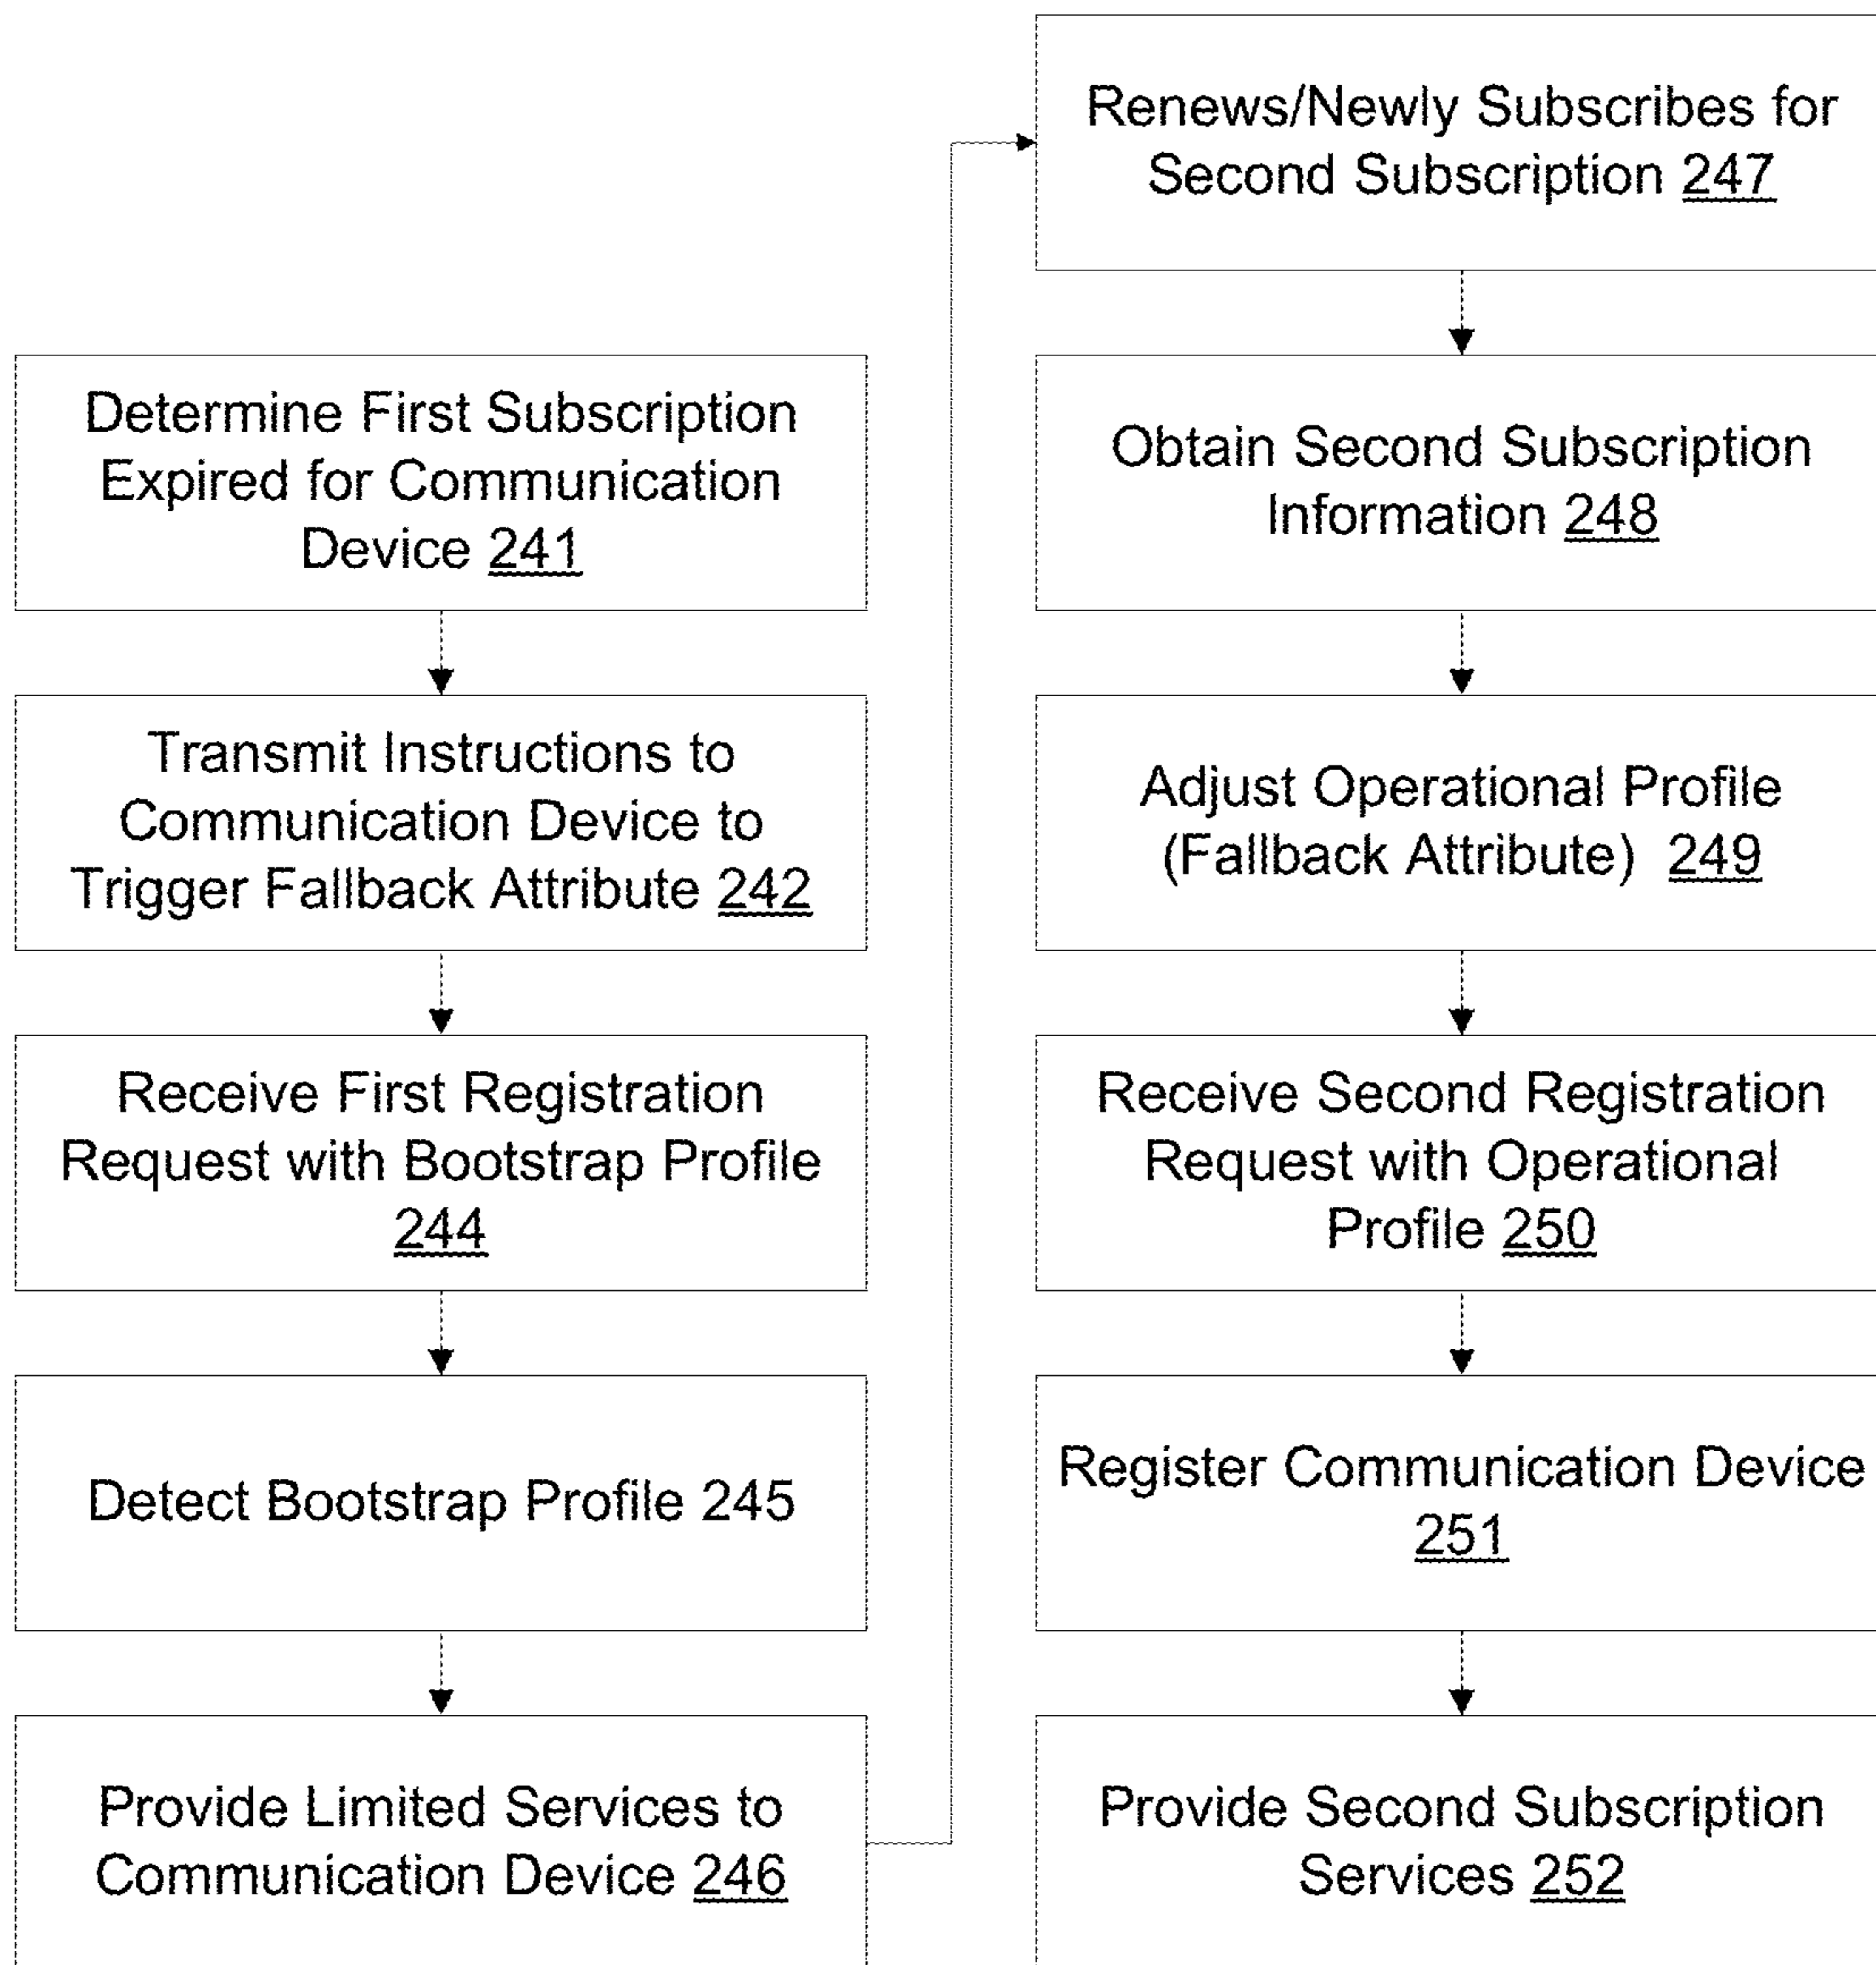 Determine First Subscription
Expired for Communication
Device 241
Transmit Instructions to
Communication Device to
Trigger Fallback Attribute 242
Receive First Registration
Request with Bootstrap Profile
244
Detect Bootstrap Profile 245
Provide Limited Services to
Communication Device 246
Renews/Newly Subscribes for
Second Subscription 247
Obtain Second Subscription
Information 248
Adjust Operational Profile
(Fallback Attribute) 249
Receive Second Registration
Request with Operational
Profile 250
Register Communication Device
251
Provide Second Subscription
Services 252